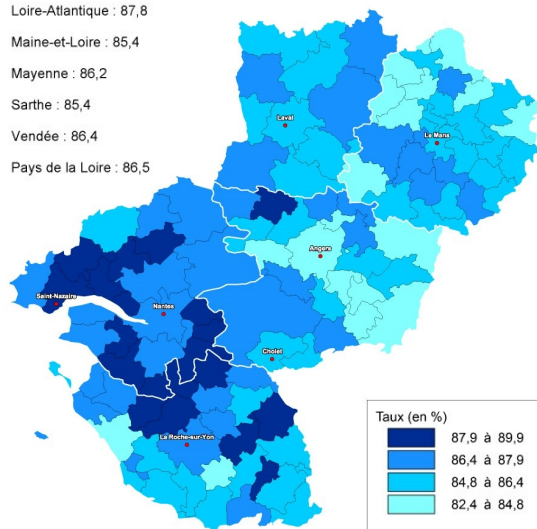 Loire-Atlantique : 87,8
Maine-et-Loire : 85,4
Mayenne : 86,2
Sarthe : 85,4
Vendée : 86,4
Pays de la Loire : 86,5
Laval
Le Mans
Angers
Saint-Nazaire
Nantes
Cholet
La Roche-sur-Yon
Taux (en %)
87,9 à 89,9
86,4 à 87,9
84,8 à 86,4
82,4 à 84,8